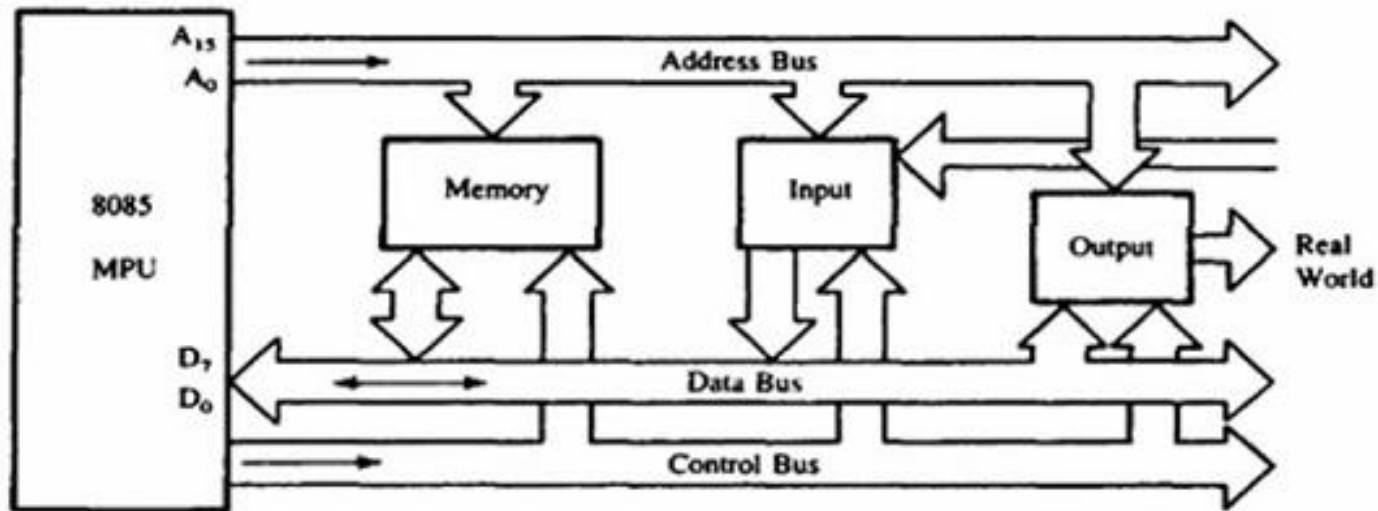 A₁₅
Address Bus
A₀
Memory
Input
8085
MPU
Output
Real
World
D₇
Data Bus
D₀
Control Bus